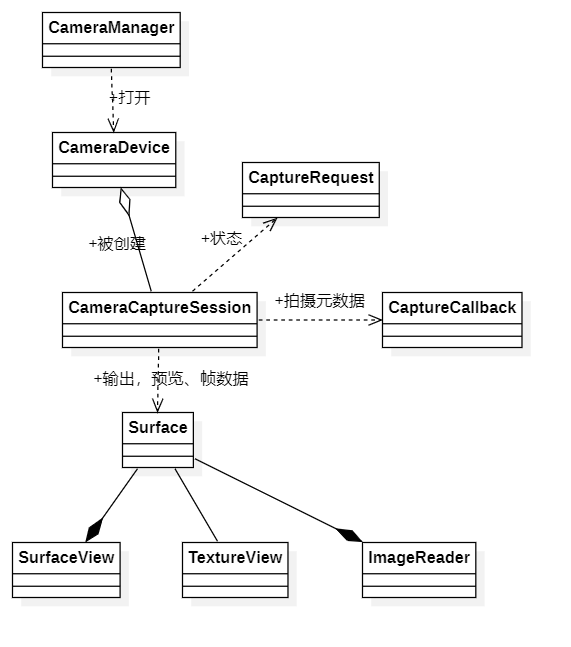 CameraManager
+打开
CameraDevice
CaptureRequest
+状态
+被创建
CameraCaptureSession
+拍摄元数据
CaptureCallback
+输出，预览、帧数据
Surface
SurfaceView
TextureView
ImageReader